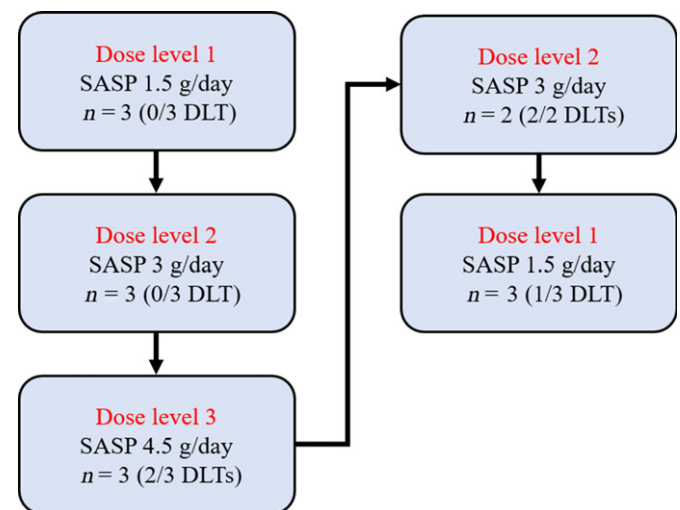 Dose level 1
SASP 1.5 g/day
n = 3 (0/3 DLT)
Dose level 2
SASP 3 g/day
n = 3 (0/3 DLT)
Dose level 3
SASP 4.5 g/day
n = 3 (2/3 DLTs)
Dose level 2
SASP 3 g/day
n = 2 (2/2 DLTs)
Dose level 1
SASP 1.5 g/day
n = 3 (1/3 DLT)